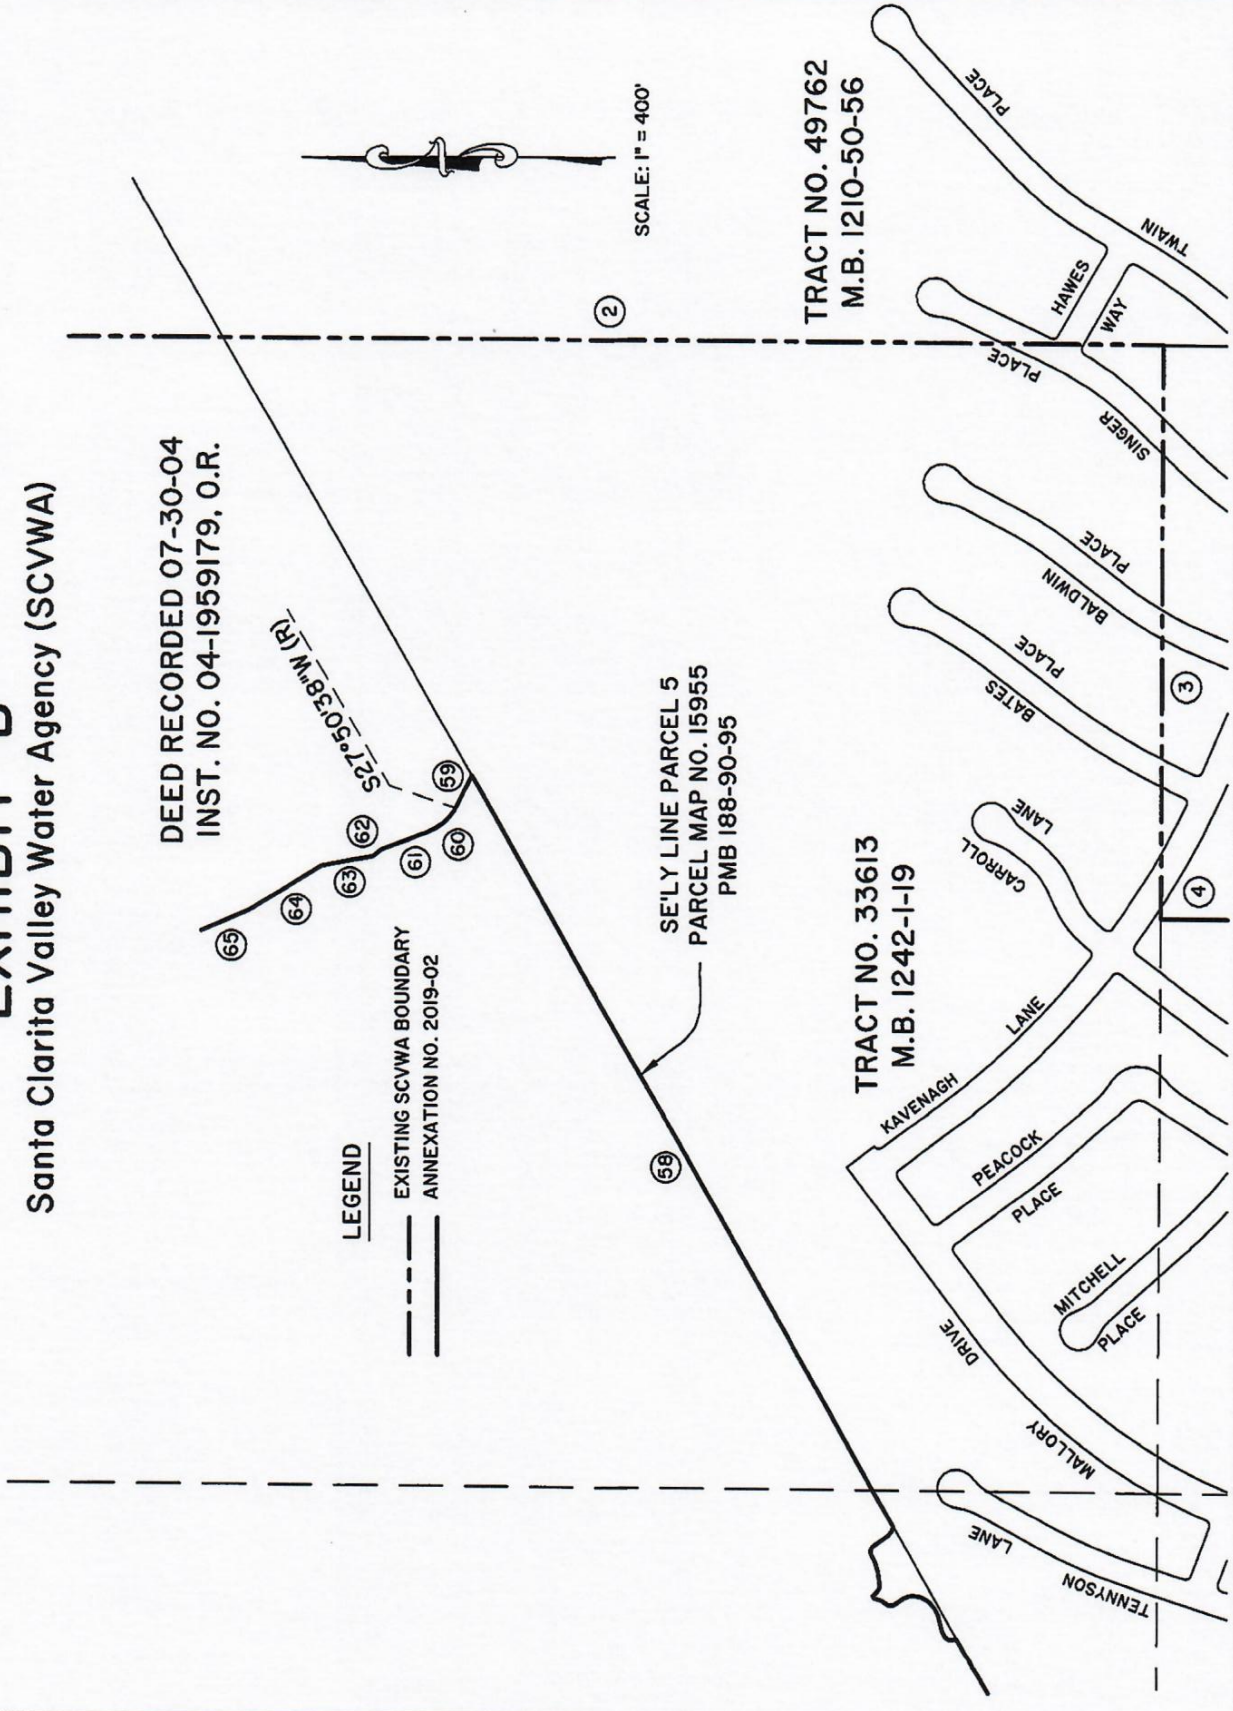 Santa Clarita Valley Water Agency (SCVWA)
DEED RECORDED 07-30-04
INST. NO. 04-1959179, O.R.
S27°50'38"W (R)
59
60
61
62
63
64
65
SCALE: 1" = 400'
2
LEGEND
EXISTING SCVWA BOUNDARY
ANNEXATION NO. 2019-02
58
SE'LY LINE PARCEL 5
PARCEL MAP NO. 15955
PMB 188-90-95
TRACT NO. 49762
M.B. 1210-50-56
TRACT NO. 33613
M.B. 1242-1-19
TENNYSON
LANE
MALLORY
DRIVE
MITCHELL
PLACE
PEACOCK
PLACE
KAVENAGH
LANE
CARROLL
LANE
BATES
PLACE
BALDWIN
PLACE
SINGER
PLACE
HAWES
WAY
TWAIN
PLACE
3
4